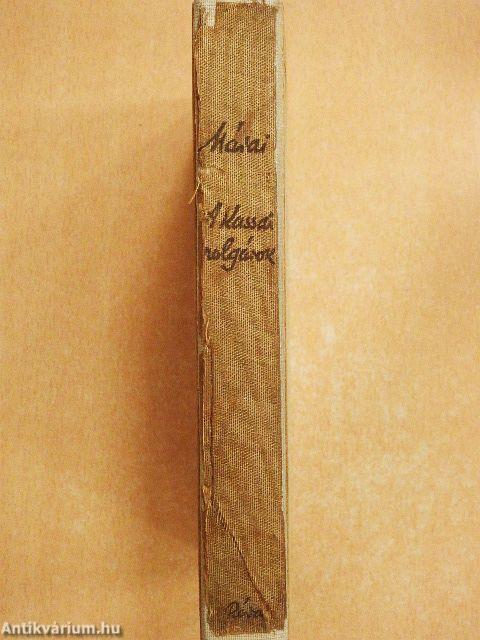 Márai
A kassai
polgárok
Révai
Antikvárium.hu